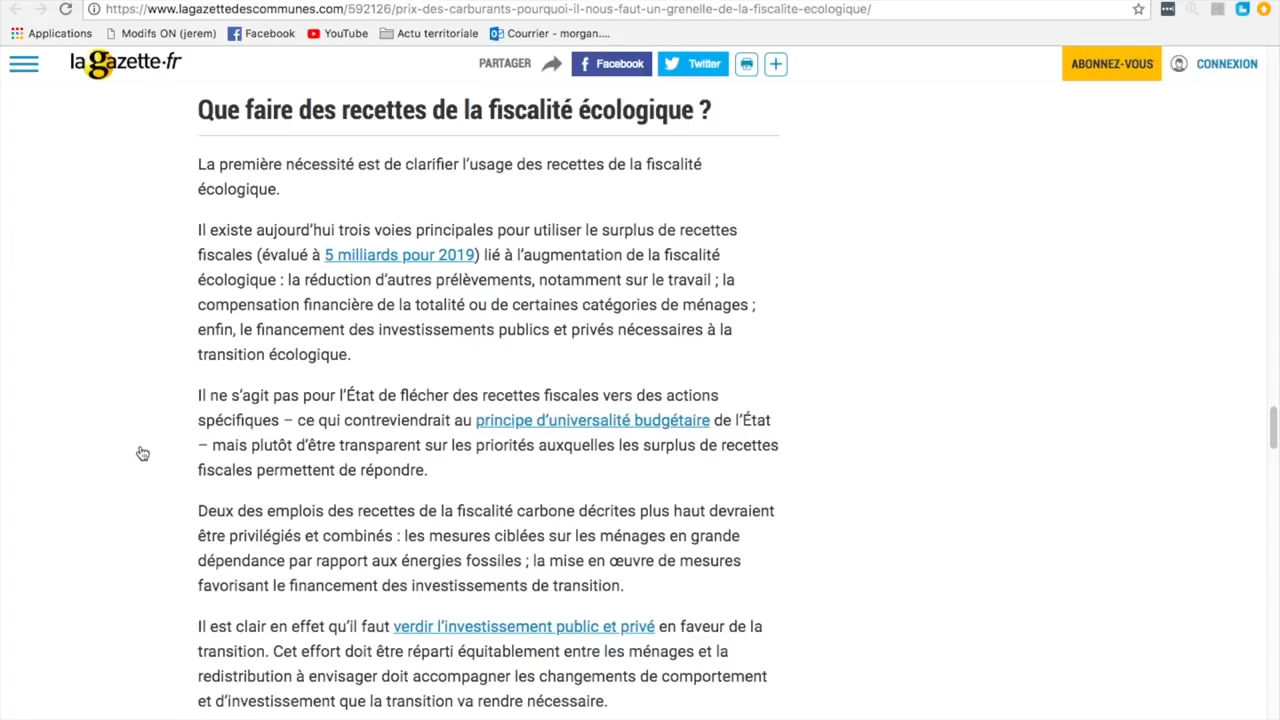 https://www.lagazettedescommunes.com/592126/prix-des-carburants-pourquoi-il-nous-faut-un-grenelle-de-la-fiscalite-ecologique/
Applications Modifs ON (jerem) Facebook YouTube Actu territoriale Courrier - morgan....
la gazette.fr PARTAGER Facebook Twitter ABONNEZ-VOUS CONNEXION
Que faire des recettes de la fiscalité écologique ?
La première nécessité est de clarifier l’usage des recettes de la fiscalité
écologique.
Il existe aujourd’hui trois voies principales pour utiliser le surplus de recettes
fiscales (évalué à 5 milliards pour 2019) lié à l’augmentation de la fiscalité
écologique : la réduction d’autres prélèvements, notamment sur le travail ; la
compensation financière de la totalité ou de certaines catégories de ménages ;
enfin, le financement des investissements publics et privés nécessaires à la
transition écologique.
Il ne s’agit pas pour l’État de flécher des recettes fiscales vers des actions
spécifiques – ce qui contreviendrait au principe d’universalité budgétaire de l’État
– mais plutôt d’être transparent sur les priorités auxquelles les surplus de recettes
fiscales permettent de répondre.
Deux des emplois des recettes de la fiscalité carbone décrites plus haut devraient
être privilégiés et combinés : les mesures ciblées sur les ménages en grande
dépendance par rapport aux énergies fossiles ; la mise en œuvre de mesures
favorisant le financement des investissements de transition.
Il est clair en effet qu’il faut verdir l’investissement public et privé en faveur de la
transition. Cet effort doit être réparti équitablement entre les ménages et la
redistribution à envisager doit accompagner les changements de comportement
et d’investissement que la transition va rendre nécessaire.